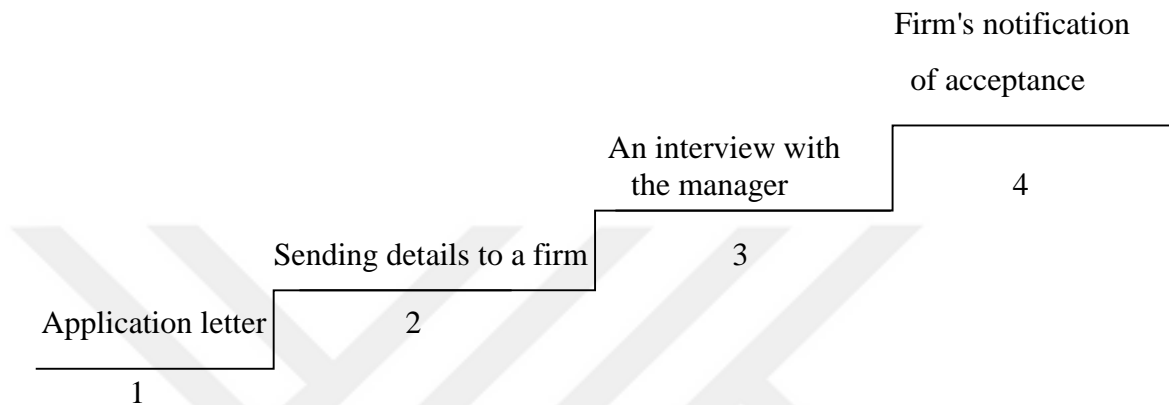 Firm's notification
of acceptance
An interview with
the manager
4
Sending details to a firm
3
Application letter
2
1